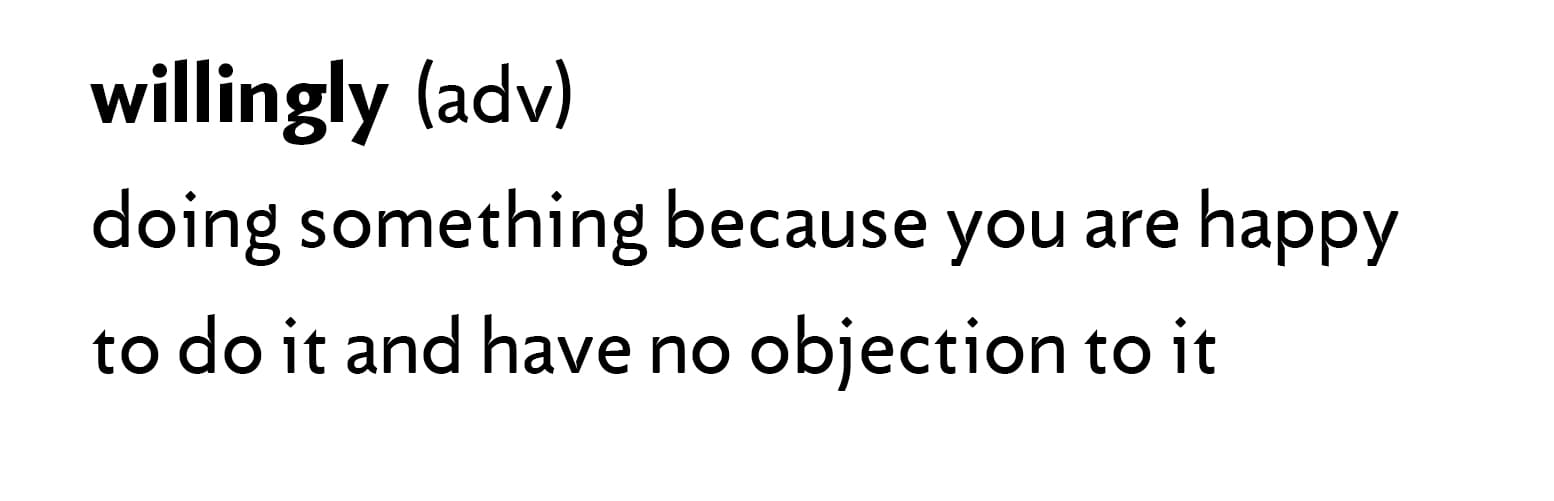 willingly (adv)
doing something because you are happy
to do it and have no objection to it